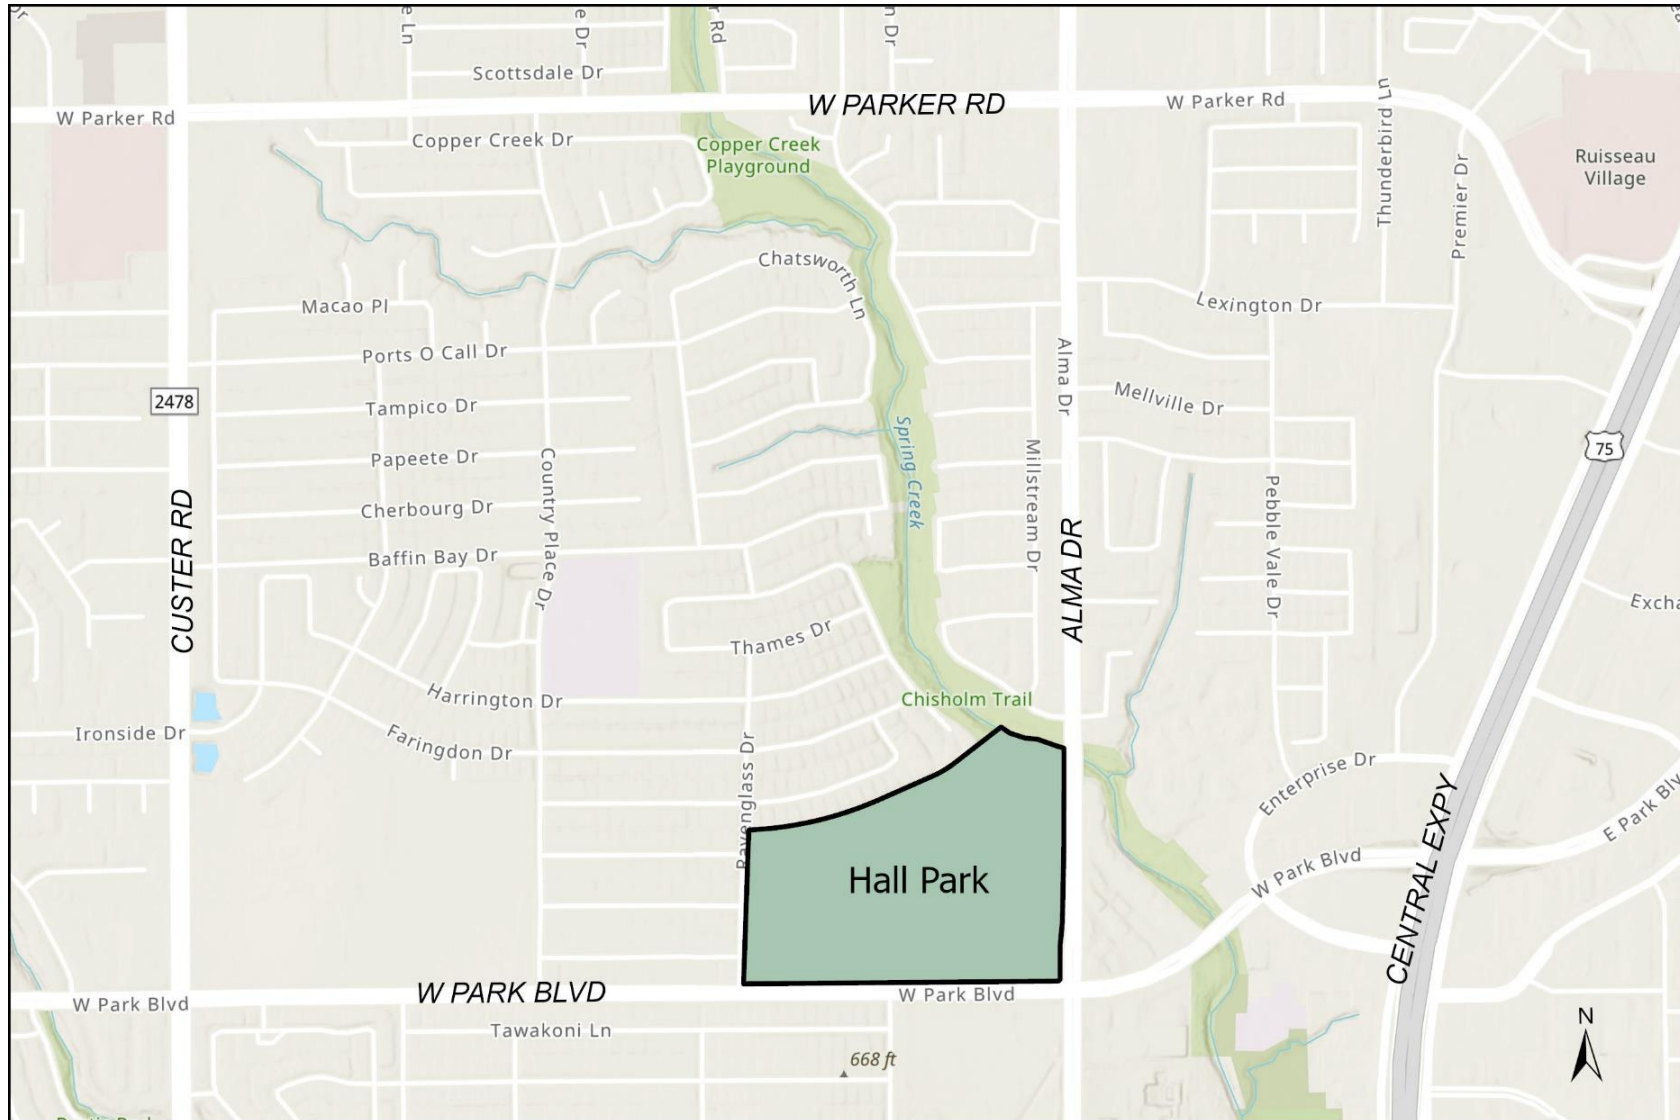 Scottsdale Dr
W Parker Rd
W PARKER RD
W Parker Rd
Thunderbird Ln
Copper Creek Dr
Copper Creek
Playground
Ruisseau
Village
Premier Dr
Chatsworth Ln
Macao Pl
Lexington Dr
Ports O Call Dr
Alma Dr
2478
Tampico Dr
Mellville Dr
Spring Creek
75
Papeete Dr
Country Place Dr
Millstream Dr
Pebble Vale Dr
Cherbourg Dr
CUSTER RD
ALMA DR
Baffin Bay Dr
Thames Dr
Harrington Dr
Chisholm Trail
Ironside Dr
Faringdon Dr
Ravenglass Dr
Enterprise Dr
E Park Blv
CENTRAL EXPY
W Park Blvd
Hall Park
W Park Blvd
W PARK BLVD
W Park Blvd
Tawakoni Ln
N
668 ft